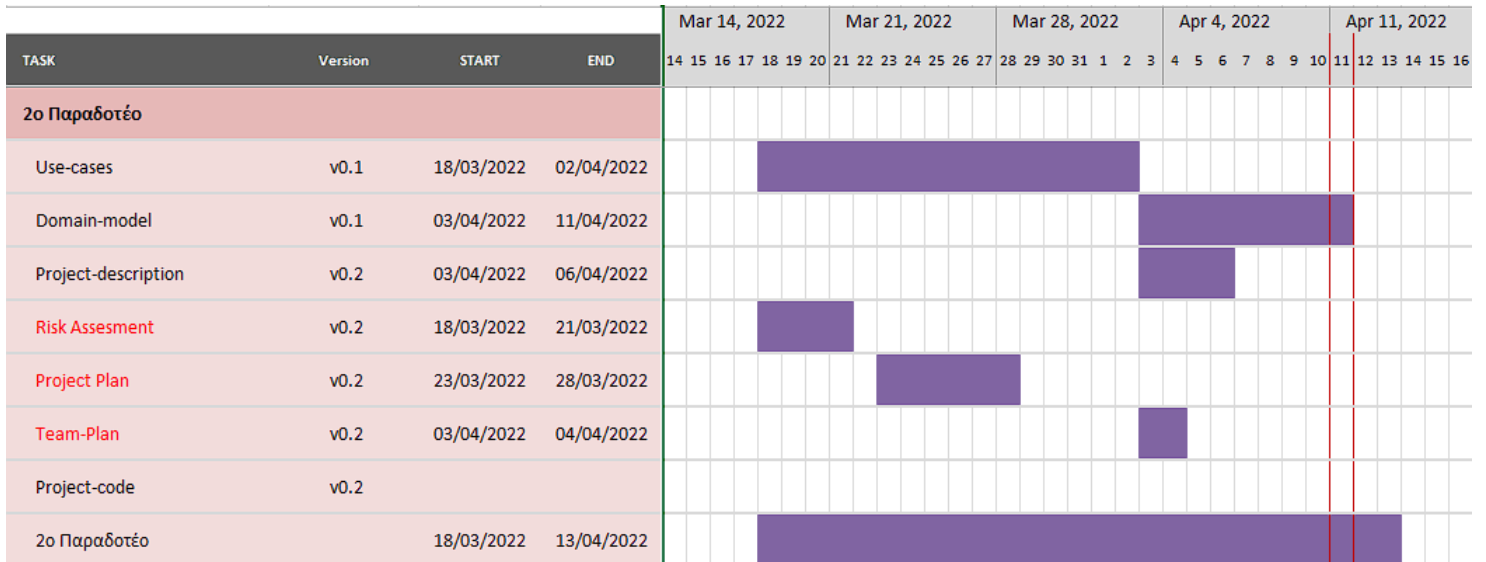 Mar 14, 2022 Mar 21, 2022 Mar 28, 2022 Apr 4, 2022 Apr 11, 2022
TASK Version START END 14 15 16 17 18 19 20 21 22 23 24 25 26 27 28 29 30 31 1 2 3 4 5 6 7 8 9 10 11 12 13 14 15 16
2ο Παραδοτέο
Use-cases v0.1 18/03/2022 02/04/2022
Domain-model v0.1 03/04/2022 11/04/2022
Project-description v0.2 03/04/2022 06/04/2022
Risk Assesment v0.2 18/03/2022 21/03/2022
Project Plan v0.2 23/03/2022 28/03/2022
Team-Plan v0.2 03/04/2022 04/04/2022
Project-code v0.2
2ο Παραδοτέο 18/03/2022 13/04/2022